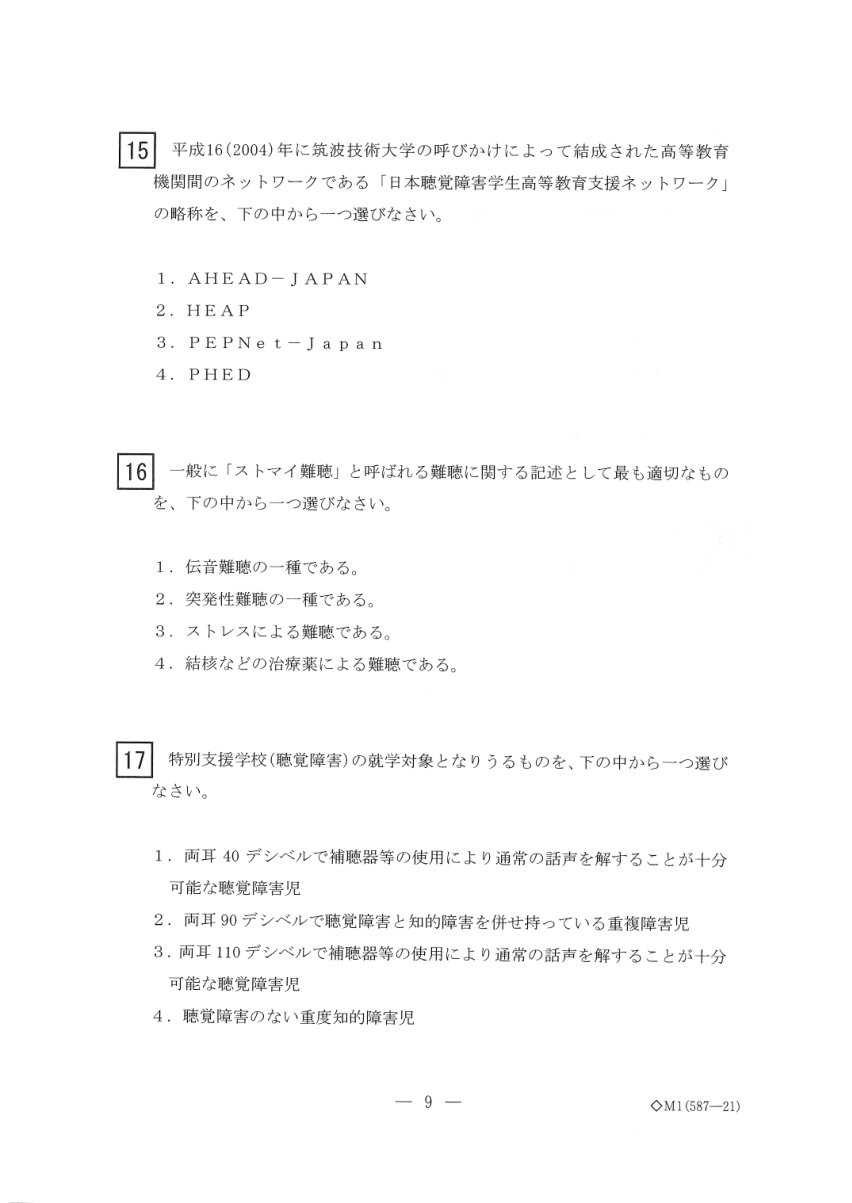 15 平成16(2004)年に筑波技術大学の呼びかけによって結成された高等教育
機関間のネットワークである「日本聴覚障害学生高等教育支援ネットワーク」
の略称を、下の中から一つ選びなさい。
1．ＡＨＥＡＤ－ＪＡＰＡＮ
2．ＨＥＡＰ
3．ＰＥＰＮｅｔ－Ｊａｐａｎ
4．ＰＨＥＤ
16 一般に「ストマイ難聴」と呼ばれる難聴に関する記述として最も適切なもの
を、下の中から一つ選びなさい。
1．伝音難聴の一種である。
2．突発性難聴の一種である。
3．ストレスによる難聴である。
4．結核などの治療薬による難聴である。
17 特別支援学校(聴覚障害)の就学対象となりうるものを、下の中から一つ選び
なさい。
1．両耳 40 デシベルで補聴器等の使用により通常の話声を解することが十分
可能な聴覚障害児
2．両耳 90 デシベルで聴覚障害と知的障害を併せ持っている重複障害児
3．両耳 110 デシベルで補聴器等の使用により通常の話声を解することが十分
可能な聴覚障害児
4．聴覚障害のない重度知的障害児
― 9 ―
◇M1(587―21)